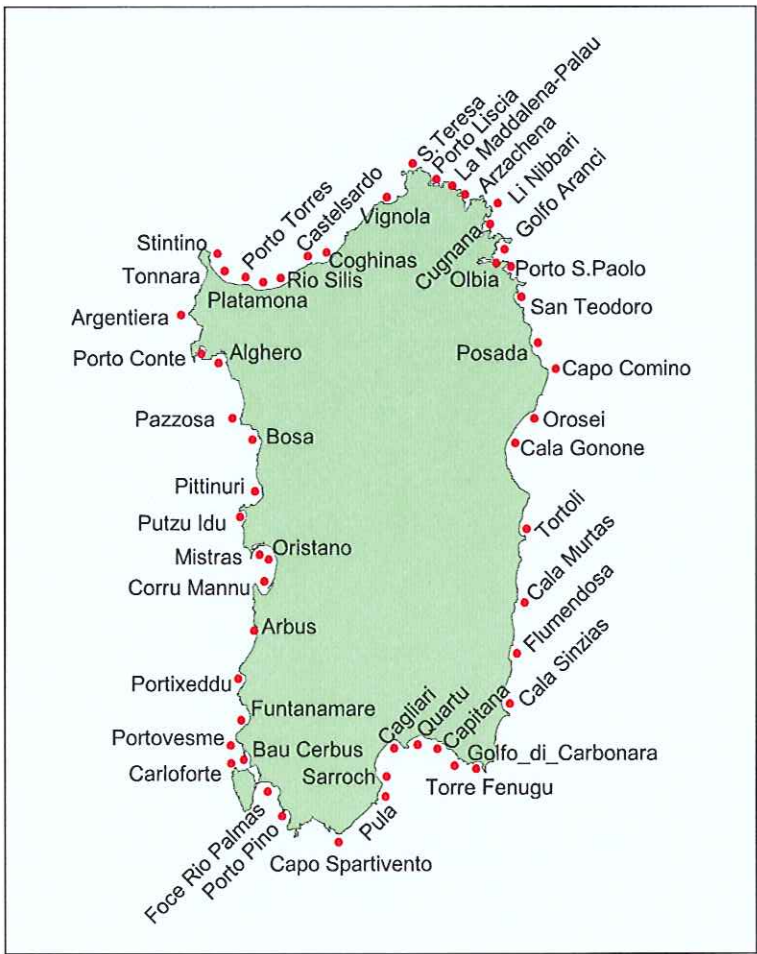 S.Teresa
Porto Liscia
La Maddalena-Palau
Arzachena
Li Nibbari
Golfo Aranci
Vignola
Castelsardo
Porto Torres
Stintino
Coghinas
Cugnana
Tonnara
Rio Silis
Olbia
Porto S.Paolo
Platamona
San Teodoro
Argentiera
Porto Conte
Alghero
Posada
Capo Comino
Pazzosa
Orosei
Bosa
Cala Gonone
Pittinuri
Putzu Idu
Tortoli
Mistras
Oristano
Corru Mannu
Cala Murtas
Arbus
Flumendosa
Portixeddu
Cala Sinzias
Funtanamare
Cagliari
Quartu
Capitana
Portovesme
Bau Cerbus
Golfo_di_Carbonara
Carloforte
Sarroch
Torre Fenugu
Foce Rio Palmas
Porto Pino
Pula
Capo Spartivento